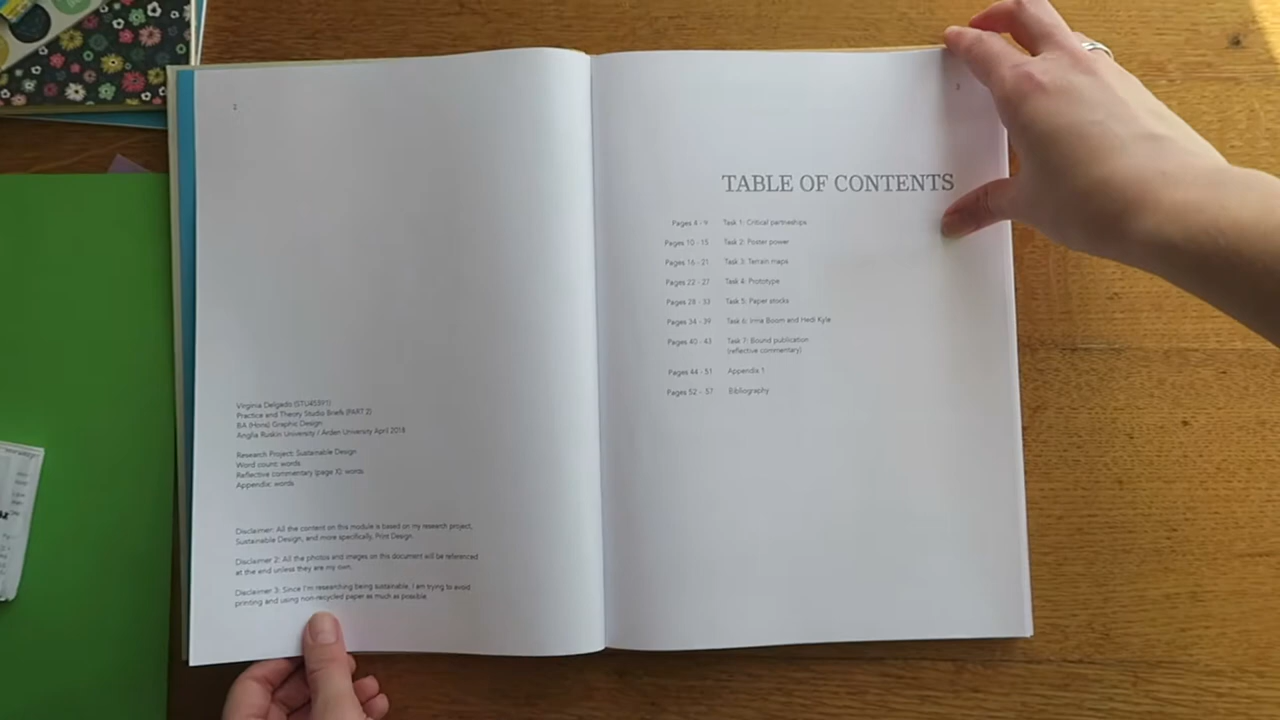 2
Virginia Delgado (STU45391)
Practice and Theory Studio Briefs (PART 2)
BA (Hons) Graphic Design
Anglia Ruskin University / Arden University April 2018
Research Project: Sustainable Design
Word count: words
Reflective commentary (page X): words
Appendix: words
Disclaimer: All the content on this module is based on my research project,
Sustainable Design, and more specifically, Print Design.
Disclaimer 2: All the photos and images on this document will be referenced
at the end unless they are my own.
Disclaimer 3: Since I'm researching being sustainable, I am trying to avoid
printing and using non-recycled paper as much as possible.
3
TABLE OF CONTENTS
Pages 4 - 9 Task 1: Critical partneships
Pages 10 - 15 Task 2: Poster power
Pages 16 - 21 Task 3: Terrain maps
Pages 22 - 27 Task 4: Prototype
Pages 28 - 33 Task 5: Paper stocks
Pages 34 - 39 Task 6: Irma Boom and Hedi Kyle
Pages 40 - 43 Task 7: Bound publication
(reflective commentary)
Pages 44 - 51 Appendix 1
Pages 52 - 57 Bibliography